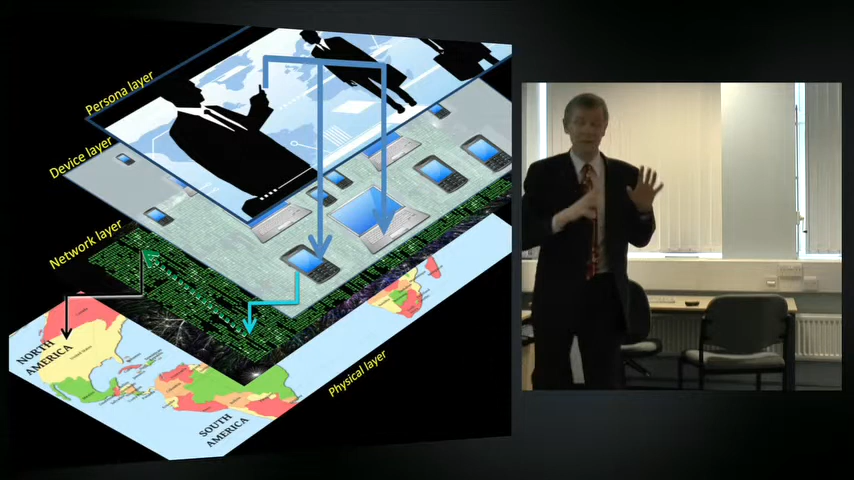 Persona layer
Device layer
Network layer
NORTH
AMERICA
SOUTH
AMERICA
Physical layer